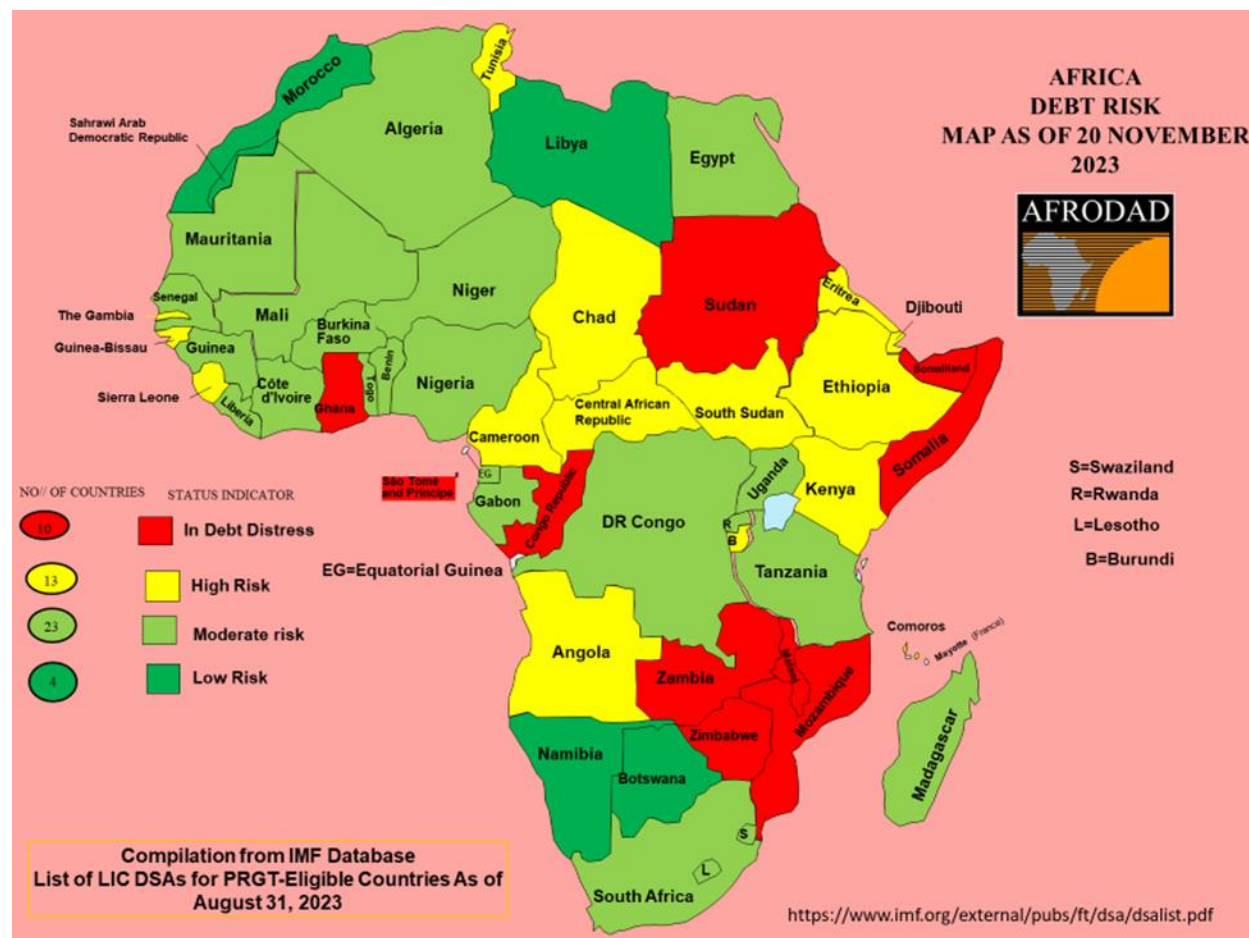 AFRICA
DEBT RISK
MAP AS OF 20 NOVEMBER
2023
AFRODAD
Morocco
Tunisia
Sahrawi Arab
Democratic Republic
Algeria
Libya
Egypt
Mauritania
Senegal
The Gambia
Guinea-Bissau
Guinea
Sierra Leone
Liberia
Mali
Burkina
Faso
Côte
d'Ivoire
Ghana
Togo
Benin
Niger
Nigeria
Chad
Sudan
Eritrea
Djibouti
Somaliland
Ethiopia
Somalia
Central African
Republic
South Sudan
Cameroon
EG
São Tomé
and Principe
Gabon
Congo Republic
DR Congo
Uganda
Kenya
R
B
Tanzania
EG=Equatorial Guinea
S=Swaziland
R=Rwanda
L=Lesotho
B=Burundi
NO// OF COUNTRIES
STATUS INDICATOR
10
In Debt Distress
13
High Risk
23
Moderate risk
4
Low Risk
Angola
Zambia
Malawi
Mozambique
Zimbabwe
Comoros
Mayotte (France)
Madagascar
Namibia
Botswana
S
L
South Africa
Compilation from IMF Database
List of LIC DSAs for PRGT-Eligible Countries As of
August 31, 2023
https://www.imf.org/external/pubs/ft/dsa/dsalist.pdf